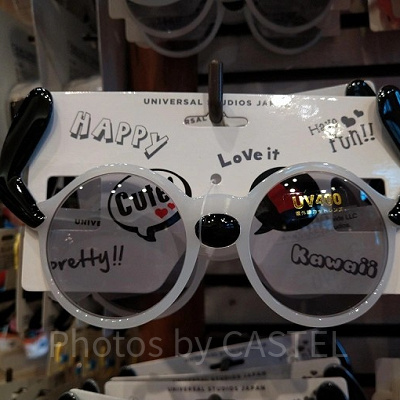 UNIVERSAL STUDIOS JAPAN
HAPPY
Have
Fun!!
Love it
Cute
UV400
pretty!!
Kawaii
Photos by CASTEL
UNIVERSAL STUDIOS JAPAN